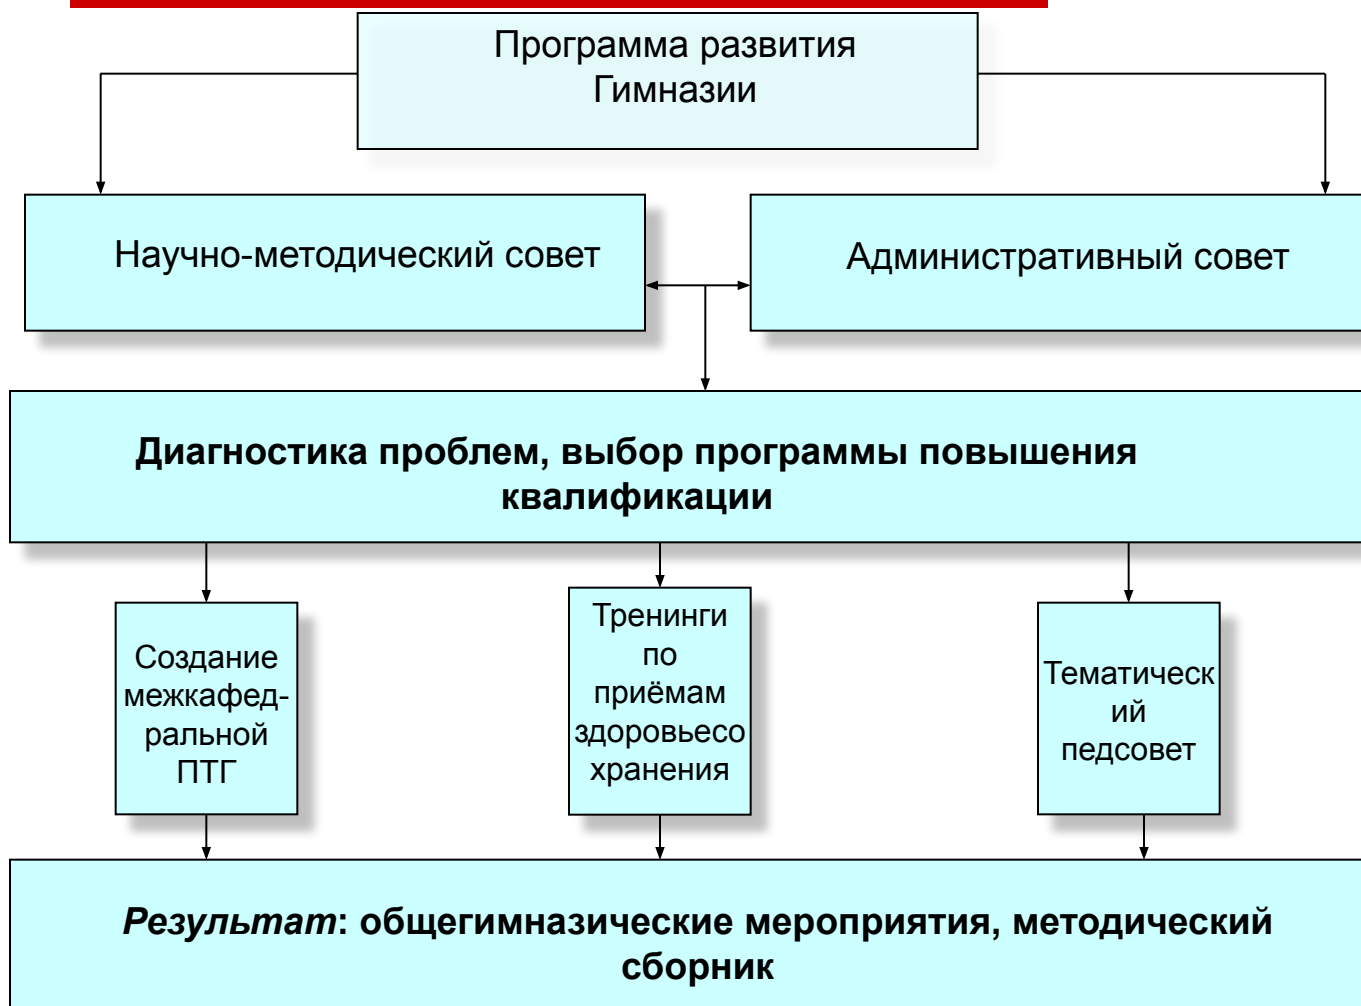 Программа развития
Гимназии
Научно-методический совет
Административный совет
Диагностика проблем, выбор программы повышения
квалификации
Создание
межкафед-
ральной
ПТГ
Тренинги
по
приёмам
здоровьесо
хранения
Тематическ
ий
педсовет
Результат: общегимназические мероприятия, методический
сборник